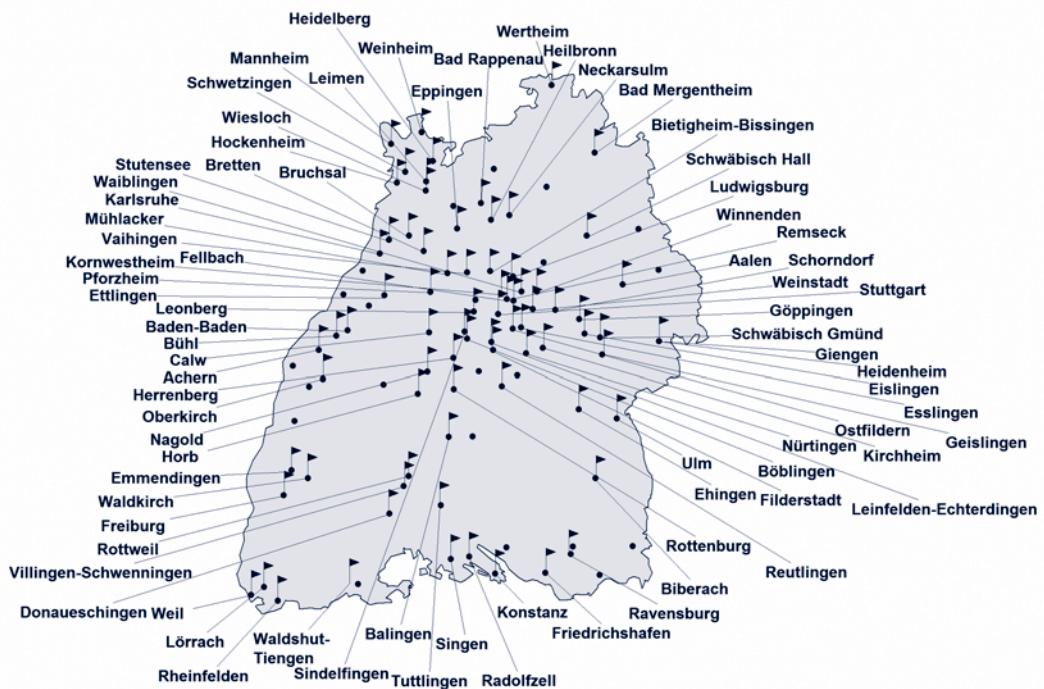 Heidelberg
Wertheim
Weinheim
Heilbronn
Mannheim
Bad Rappenau
Neckarsulm
Schwetzingen
Leimen
Eppingen
Bad Mergentheim
Wiesloch
Bietigheim-Bissingen
Hockenheim
Stutensee
Bretten
Bruchsal
Schwäbisch Hall
Waiblingen
Ludwigsburg
Karlsruhe
Mühlacker
Winnenden
Vaihingen
Remseck
Kornwestheim
Fellbach
Aalen
Schorndorf
Pforzheim
Weinstadt
Ettlingen
Stuttgart
Leonberg
Göppingen
Baden-Baden
Schwäbisch Gmünd
Bühl
Giengen
Calw
Heidenheim
Achern
Eislingen
Herrenberg
Esslingen
Oberkirch
Ostfildern
Nagold
Geislingen
Nürtingen
Horb
Kirchheim
Ulm
Böblingen
Emmendingen
Ehingen
Filderstadt
Waldkirch
Leinfelden-Echterdingen
Freiburg
Rottweil
Rottenburg
Villingen-Schwenningen
Reutlingen
Biberach
Donaueschingen
Weil
Konstanz
Ravensburg
Lörrach
Waldshut-
Tiengen
Balingen
Singen
Friedrichshafen
Rheinfelden
Sindelfingen
Tuttlingen
Radolfzell